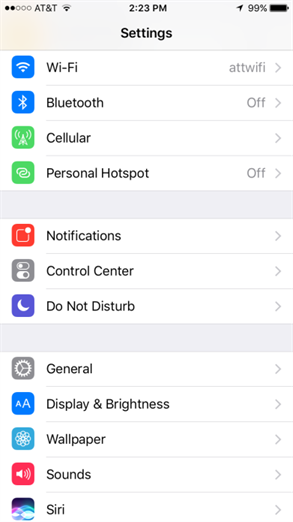 AT&T 2:23 PM 99%
Settings
Wi-Fi attwifi
Bluetooth Off
Cellular
Personal Hotspot Off
Notifications
Control Center
Do Not Disturb
General
AA Display & Brightness
Wallpaper
Sounds
Siri